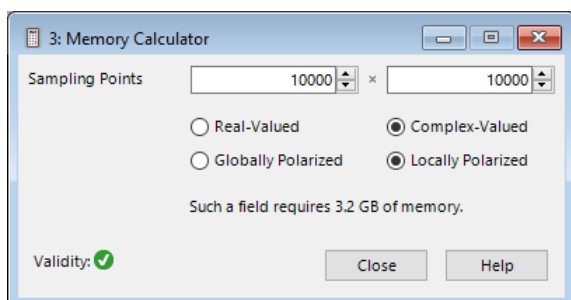 3: Memory Calculator
Sampling Points 10000 × 10000
Real-Valued Complex-Valued
Globally Polarized Locally Polarized
Such a field requires 3.2 GB of memory.
Validity: Close Help